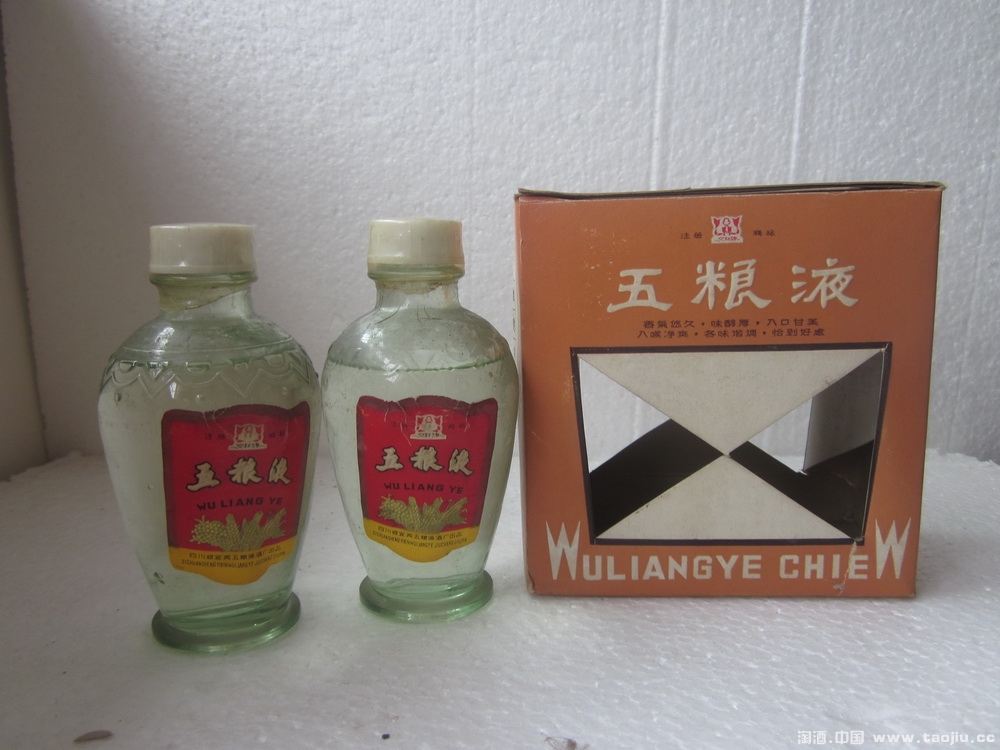 五粮液
WU LIANG YE
五粮液
WU LIANG YE
注册 商标
五粮液
香气悠久·味醇厚·入口甘美
入喉净爽·各味谐调·恰到好处
WULIANGYE CHIEW
淘酒.中国 www.taojiu.cc